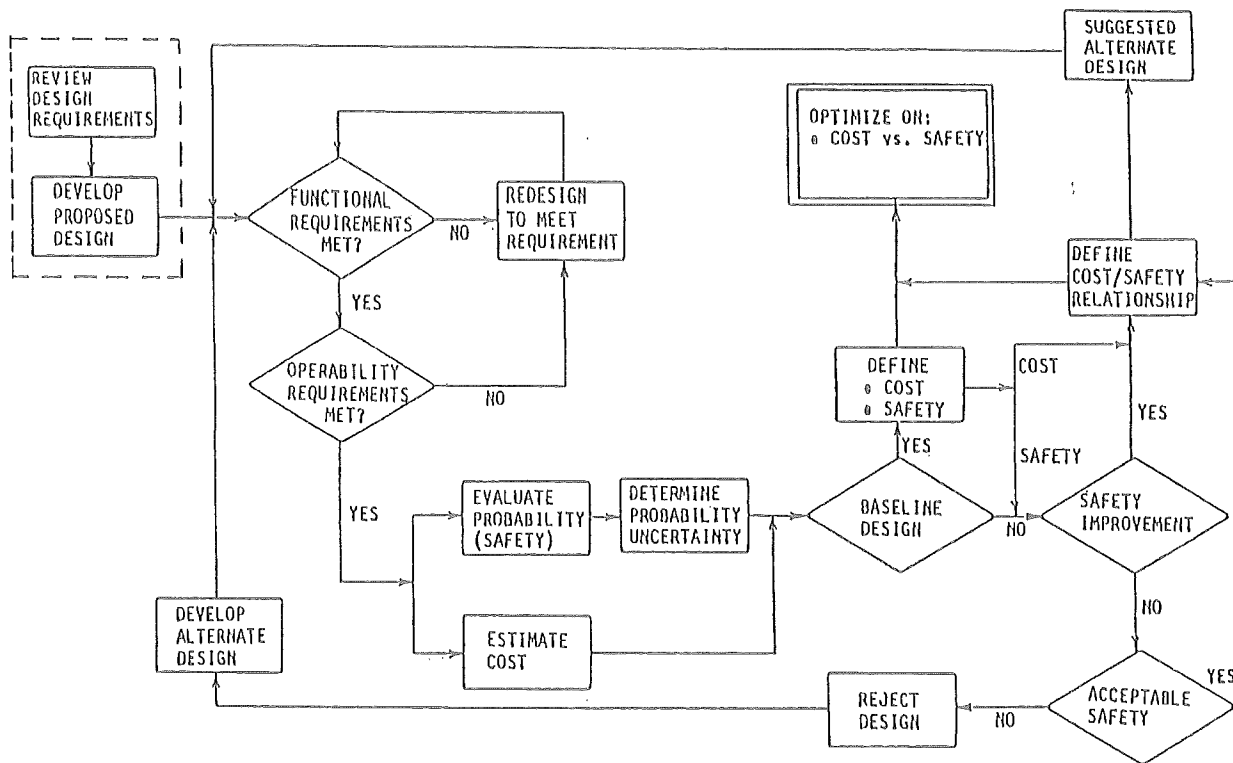 REVIEW
DESIGN
REQUIREMENTS
DEVELOP
PROPOSED
DESIGN
FUNCTIONAL
REQUIREMENTS
MET?
NO
REDESIGN
TO MEET
REQUIREMENT
YES
OPERABILITY
REQUIREMENTS
MET?
NO
YES
EVALUATE
PROBABILITY
(SAFETY)
DETERMINE
PROBABILITY
UNCERTAINTY
ESTIMATE
COST
BASELINE
DESIGN
YES
NO
DEFINE
COST
SAFETY
OPTIMIZE ON:
COST vs. SAFETY
COST
SAFETY
SUGGESTED
ALTERNATE
DESIGN
DEFINE
COST/SAFETY
RELATIONSHIP
YES
SAFETY
IMPROVEMENT
NO
YES
ACCEPTABLE
SAFETY
NO
REJECT
DESIGN
DEVELOP
ALTERNATE
DESIGN